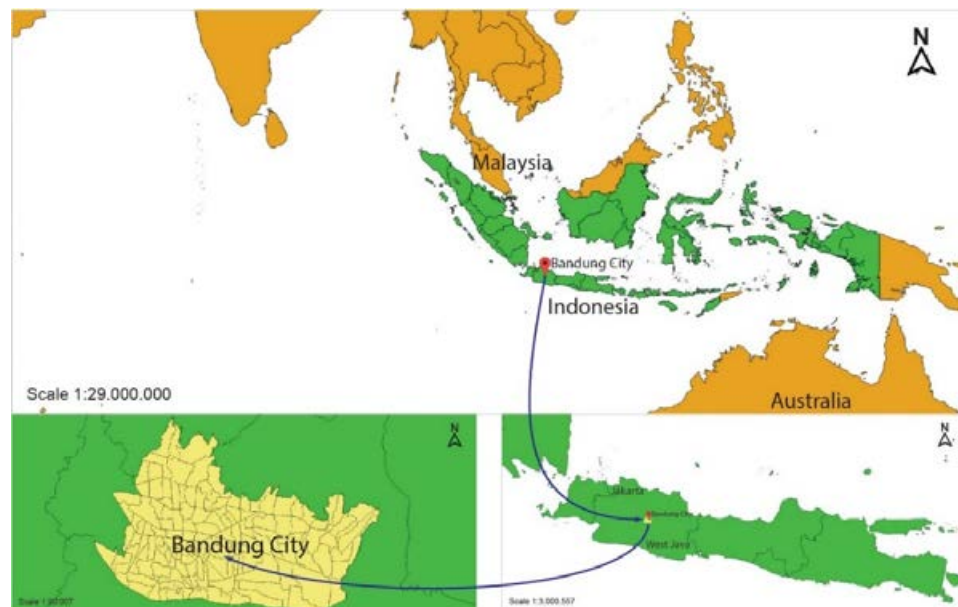 N
Malaysia
Bandung City
Indonesia
Scale 1:29.000.000
Australia
N
Bandung City
N
Jakarta
Bandung City
West Java
Scale 1:3.000.557